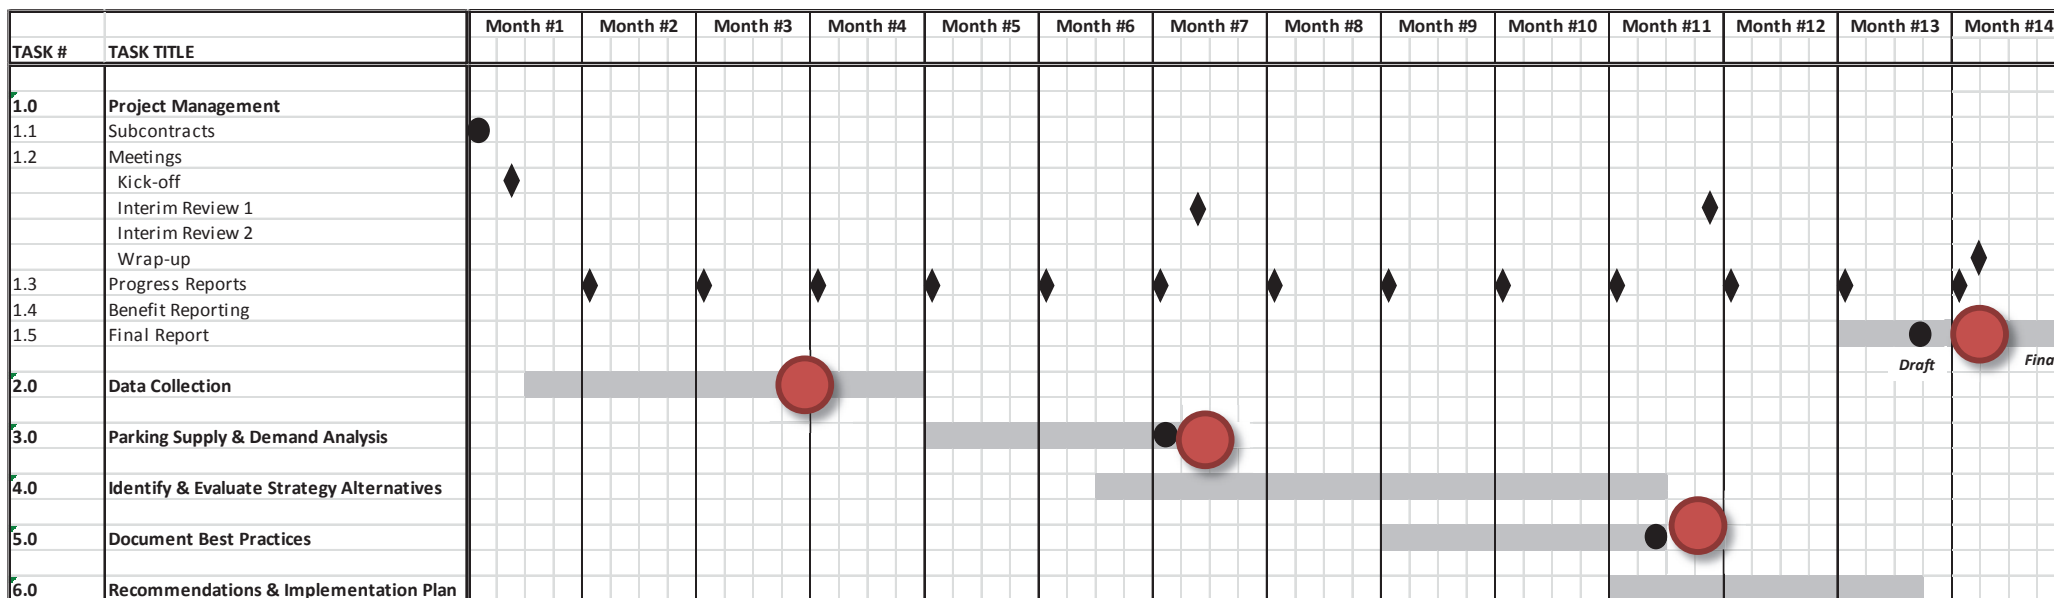 Month #1 Month #2 Month #3 Month #4 Month #5 Month #6 Month #7 Month #8 Month #9 Month #10 Month #11 Month #12 Month #13 Month #14
TASK # TASK TITLE
1.0 Project Management
1.1 Subcontracts
1.2 Meetings
Kick-off
Interim Review 1
Interim Review 2
Wrap-up
1.3 Progress Reports
1.4 Benefit Reporting
1.5 Final Report
Draft Fina
2.0 Data Collection
3.0 Parking Supply & Demand Analysis
4.0 Identify & Evaluate Strategy Alternatives
5.0 Document Best Practices
6.0 Recommendations & Implementation Plan